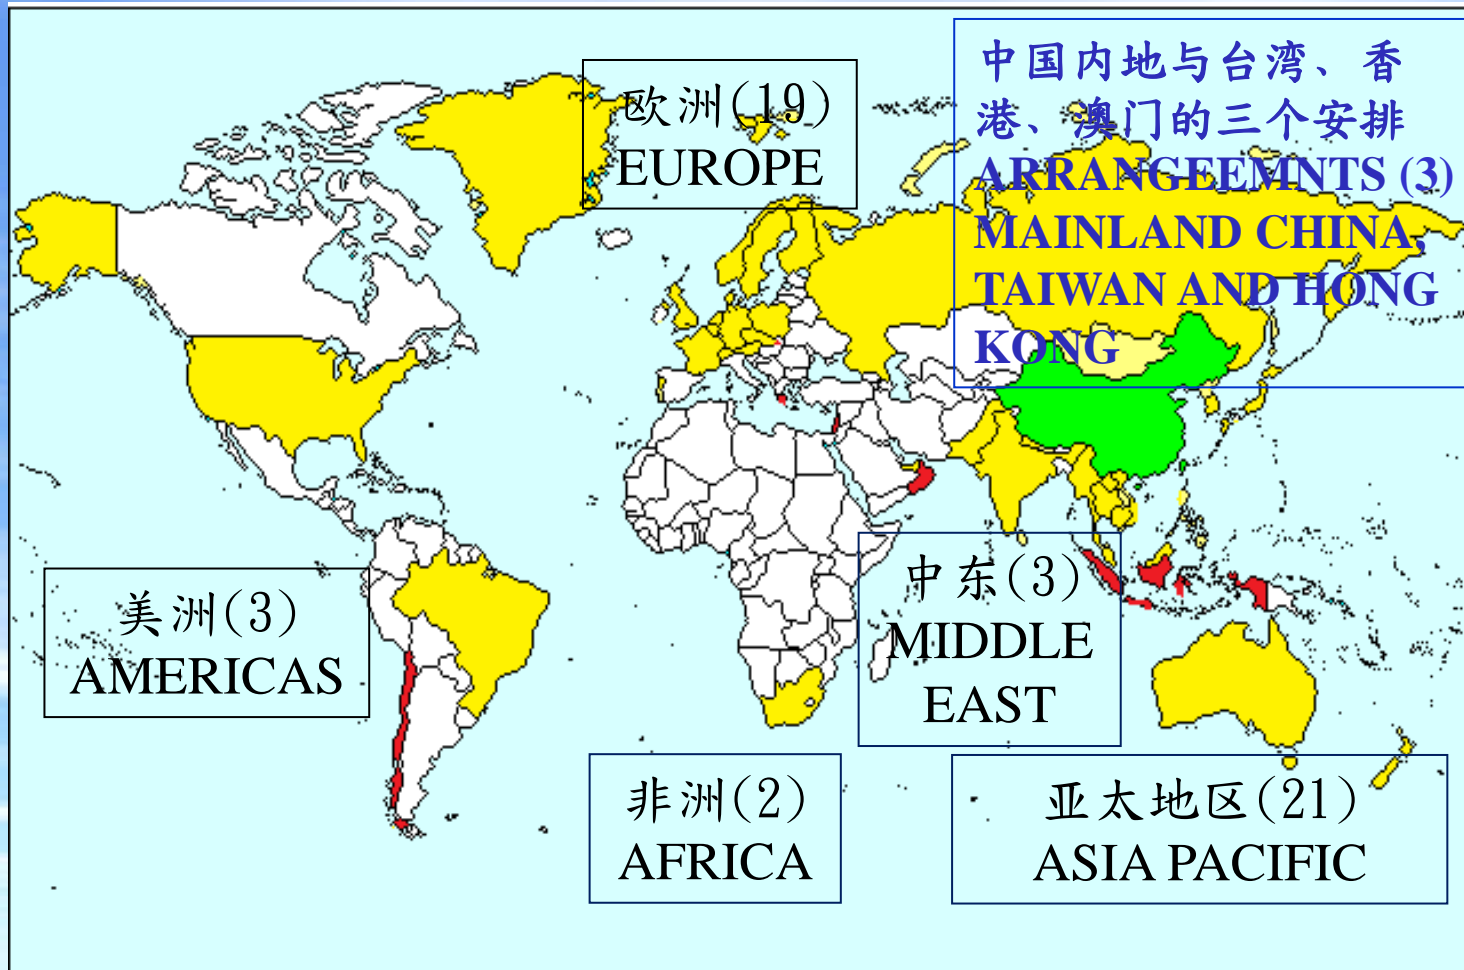 欧洲(19)
EUROPE
中国内地与台湾、香
港、澳门的三个安排
ARRANGEEMNTS (3)
MAINLAND CHINA,
TAIWAN AND HONG
KONG
美洲(3)
AMERICAS
中东(3)
MIDDLE
EAST
非洲(2)
AFRICA
亚太地区(21)
ASIA PACIFIC